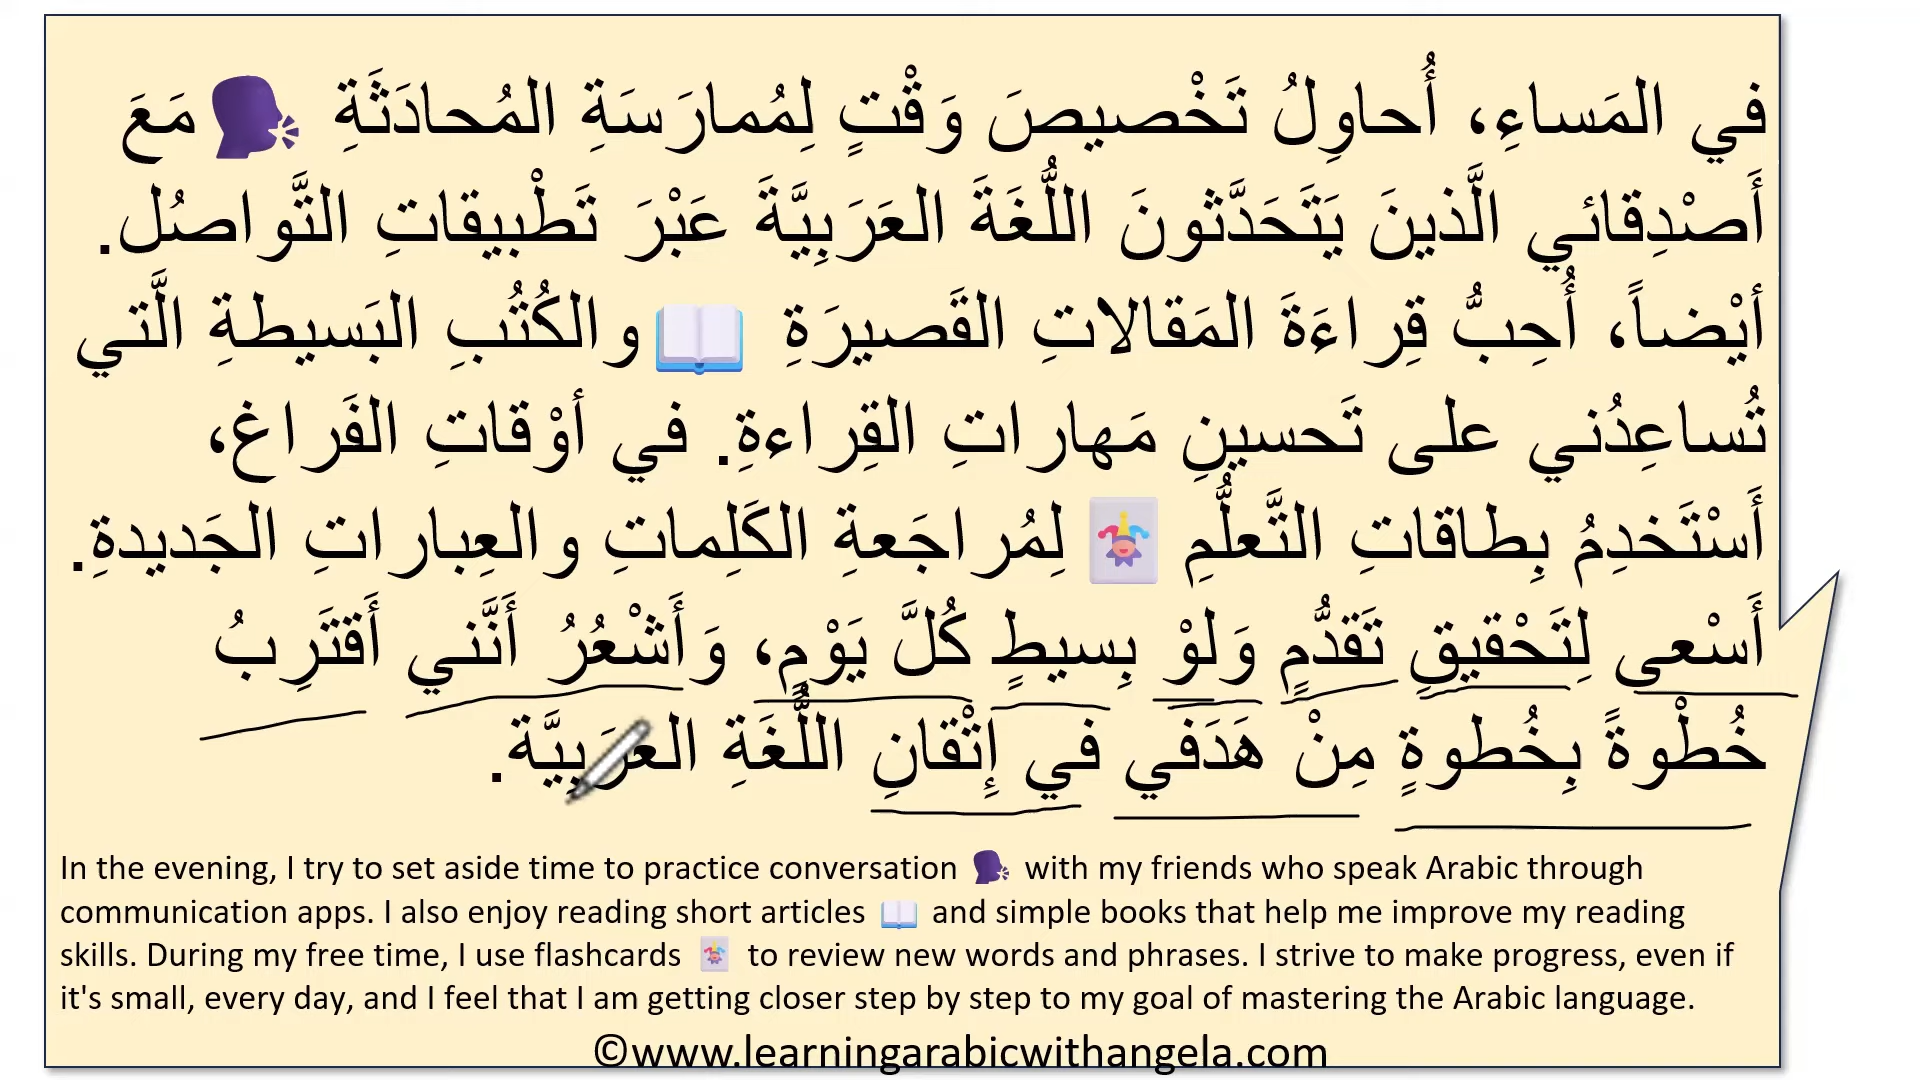 في المَساءِ، أُحاوِلُ تَخْصيصَ وَقْتٍ لِمُمارَسَةِ المُحادَثَةِ 🗣️ مَعَ
أَصْدِقائي الَّذينَ يَتَحَدَّثونَ اللُّغَةَ العَرَبِيَّةَ عَبْرَ تَطْبيقاتِ التَّواصُل.
أيْضاً، أُحِبُّ قِراءَةَ المَقالاتِ القَصيرَةِ 📖 والكُتُبِ البَسيطةِ الَّتي
تُساعِدُني على تَحسينِ مَهاراتِ القِراءةِ. في أوْقاتِ الفَراغ،
أَسْتَخدِمُ بِطاقاتِ التَّعلُّمِ 🃏 لِمُراجَعةِ الكَلِماتِ والعِباراتِ الجَديدةِ.
أَسْعى لِتَحْقيقِ تَقَدُّمٍ وَلوْ بِسيطٍ كُلَّ يَوْمٍ، وَأَشْعُرُ أَنَّني أَقتَرِبُ
خُطْوةً بِخُطوةٍ مِنْ هَدَفي في إِتْقانِ اللُّغَةِ العَرَبِيَّة.
In the evening, I try to set aside time to practice conversation 🗣️ with my friends who speak Arabic through
communication apps. I also enjoy reading short articles 📖 and simple books that help me improve my reading
skills. During my free time, I use flashcards 🃏 to review new words and phrases. I strive to make progress, even if
it's small, every day, and I feel that I am getting closer step by step to my goal of mastering the Arabic language.
©www.learningarabicwithangela.com